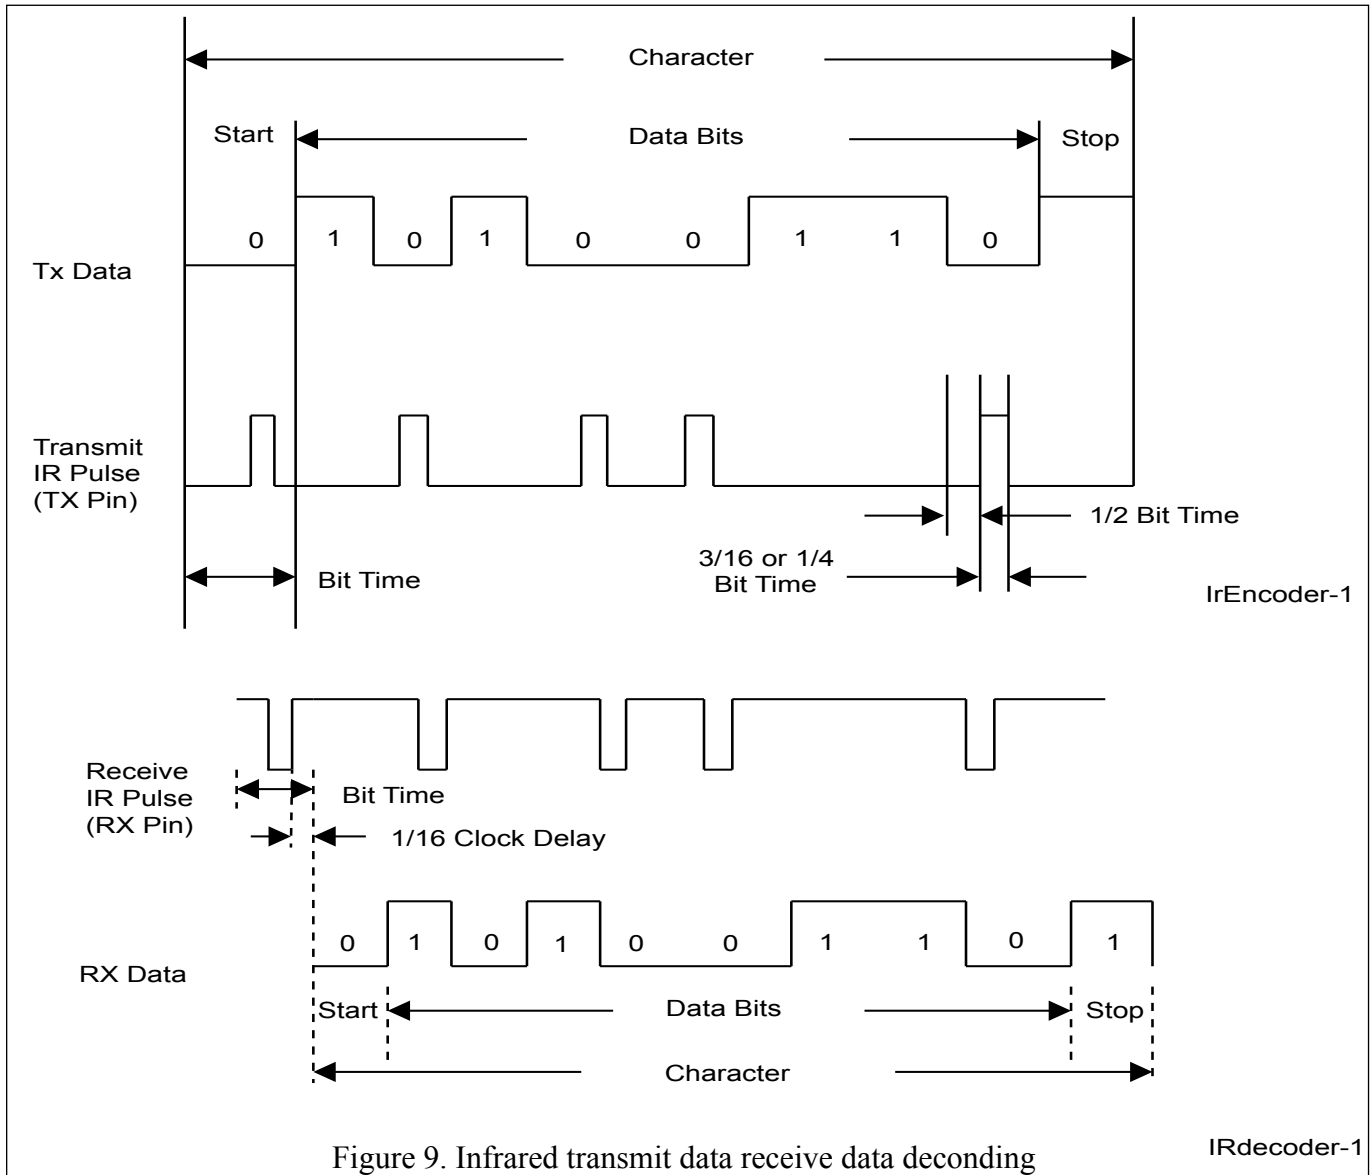 Character
Start
Data Bits
Stop
0 1 0 1 0 0 1 1 0
Tx Data
Transmit
IR Pulse
(TX Pin)
1/2 Bit Time
3/16 or 1/4
Bit Time
Bit Time
IrEncoder-1
Receive
IR Pulse
(RX Pin)
Bit Time
1/16 Clock Delay
0 1 0 1 0 0 1 1 0 1
RX Data
Start
Data Bits
Stop
Character
IRdecoder-1
Figure 9. Infrared transmit data receive data deconding